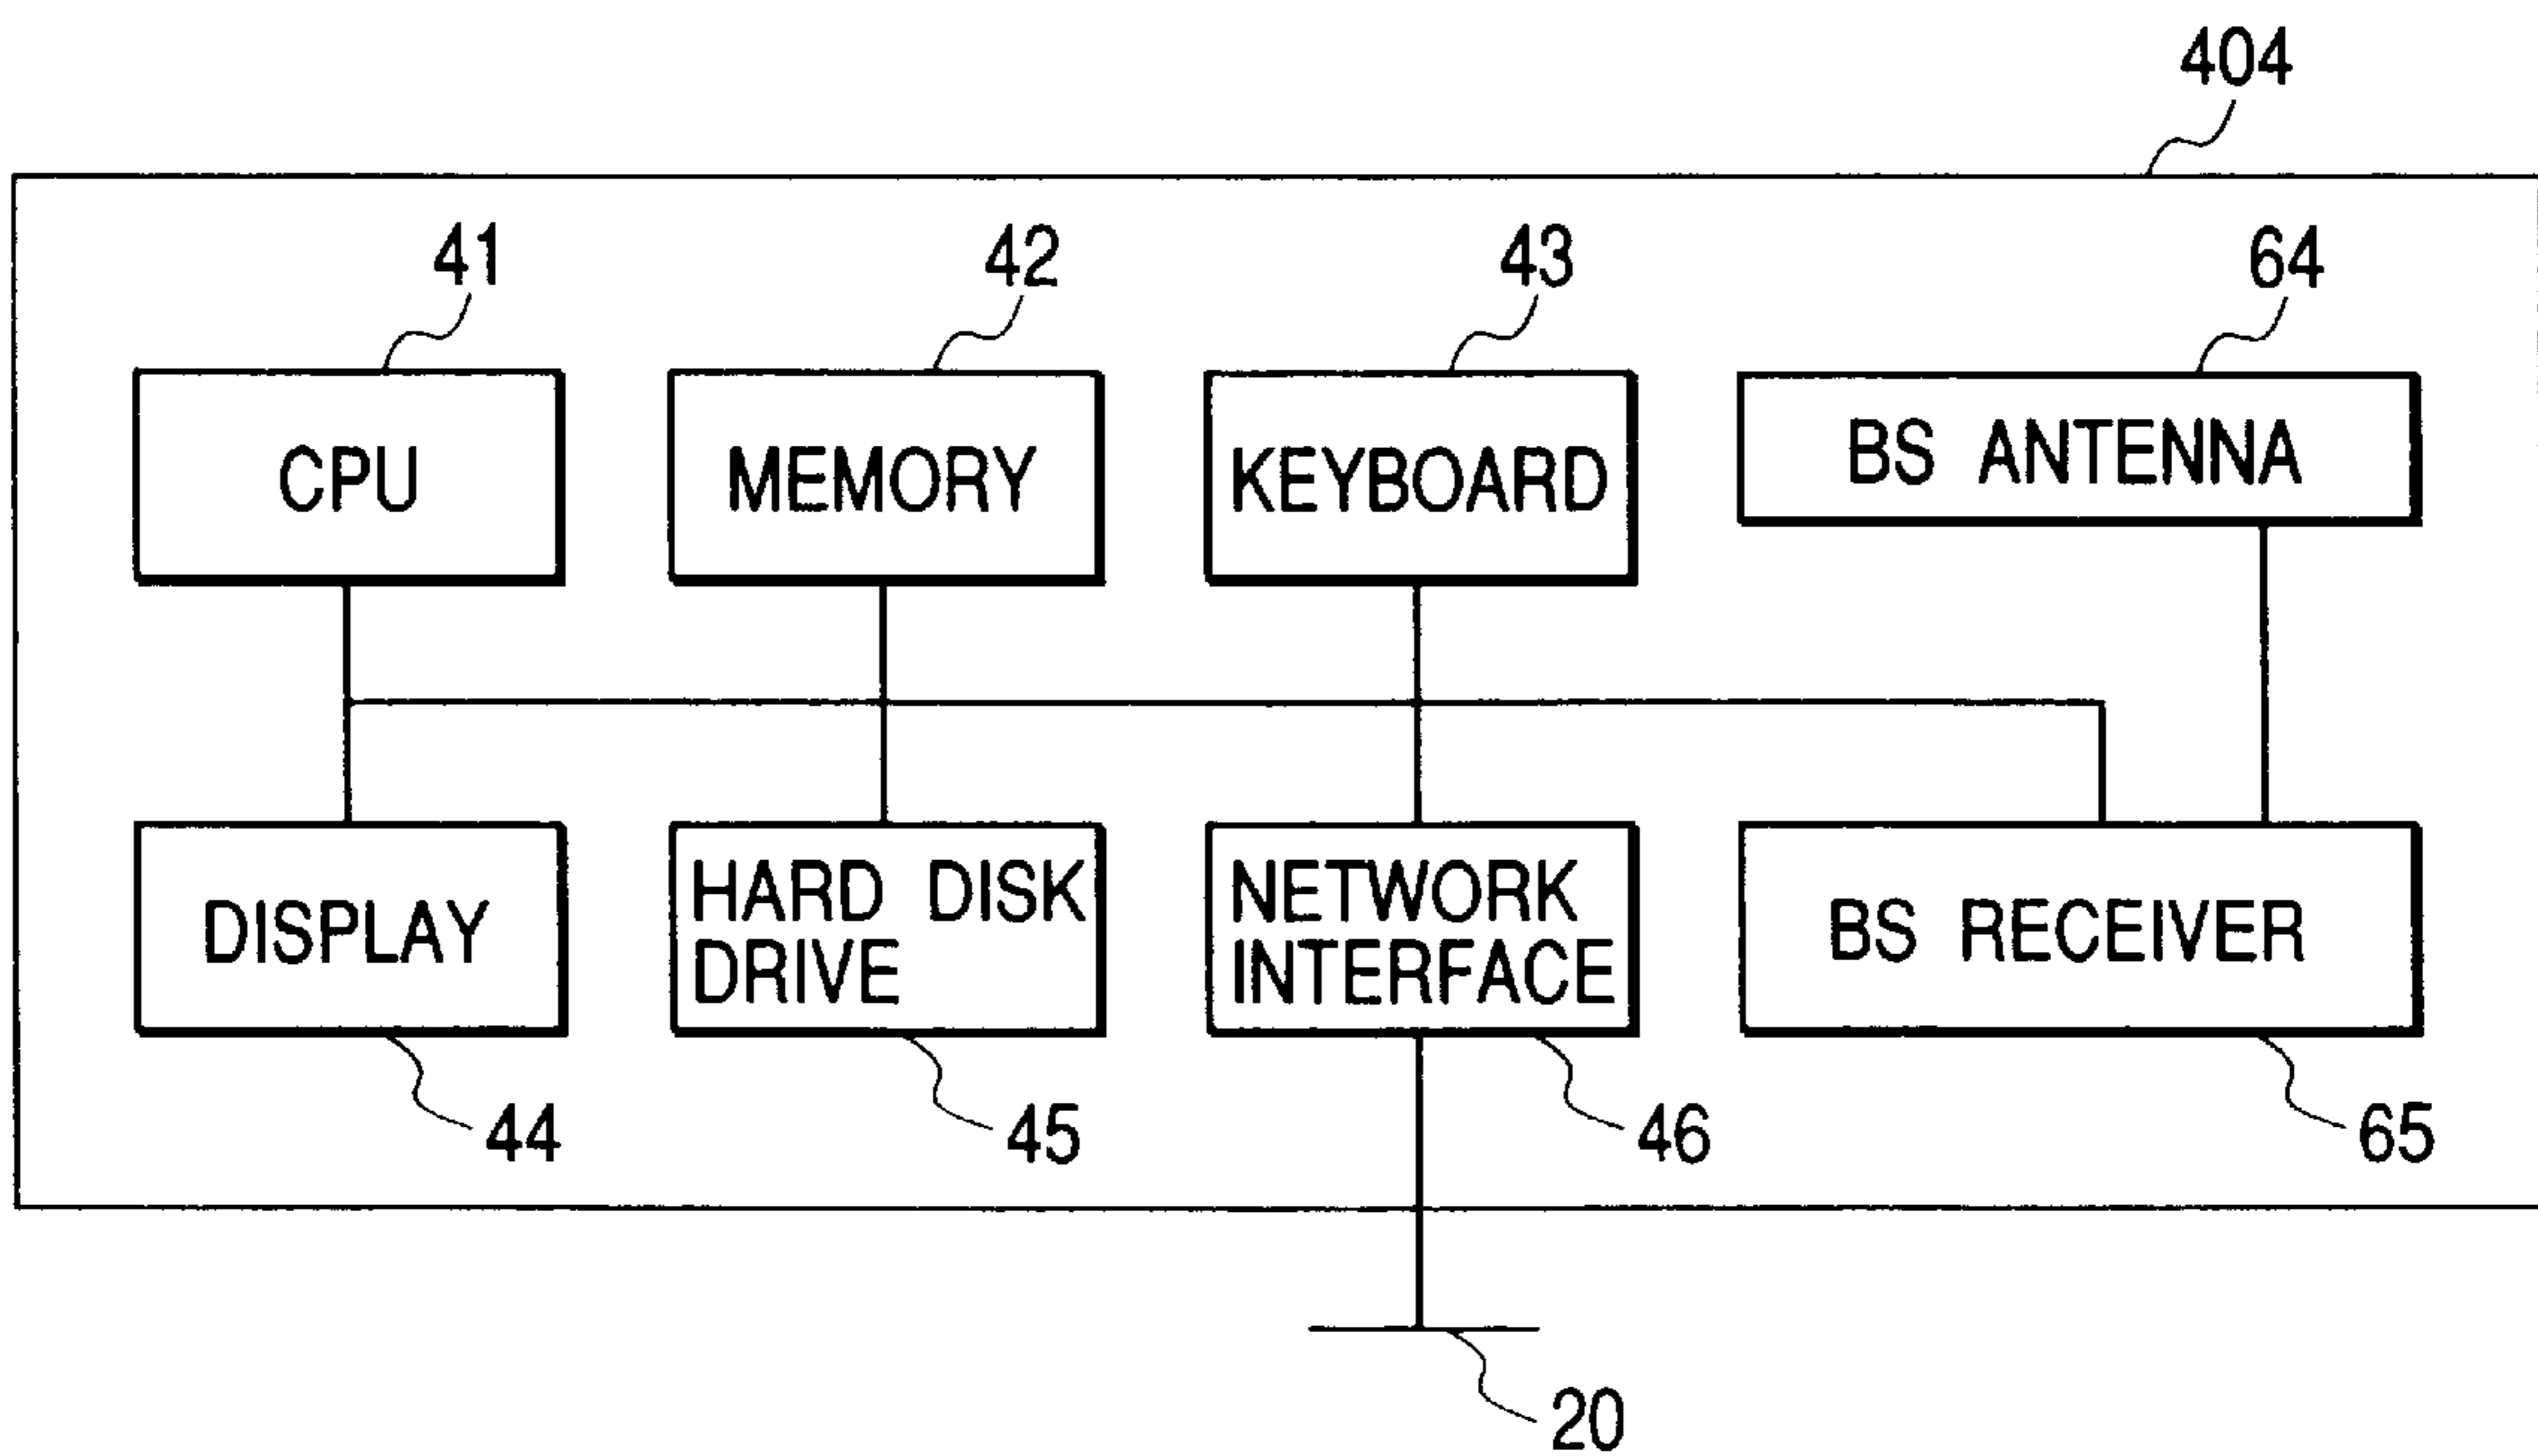 404
41
42
43
64
CPU
MEMORY
KEYBOARD
BS ANTENNA
DISPLAY
HARD DISK
DRIVE
NETWORK
INTERFACE
BS RECEIVER
44
45
46
65
20